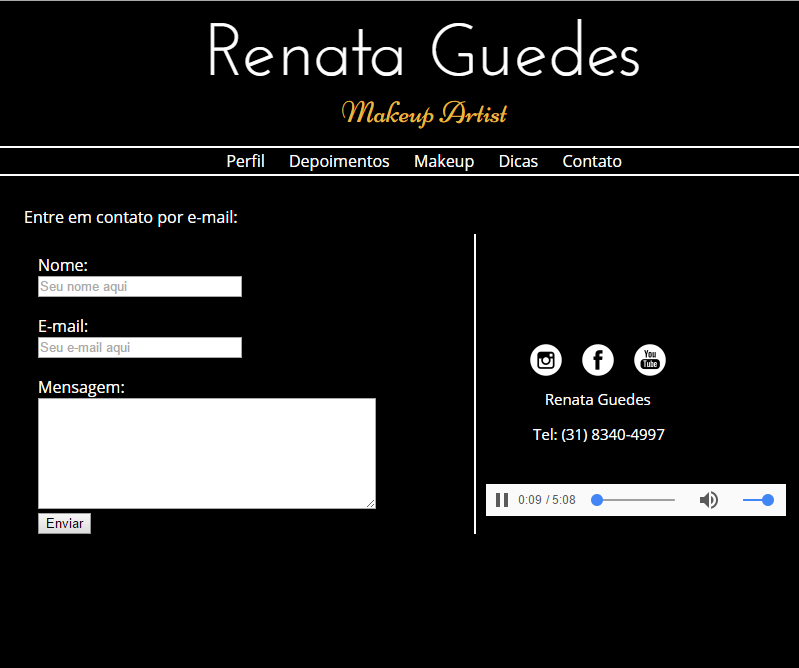 Renata Guedes
Makeup Artist
Perfil Depoimentos Makeup Dicas Contato
Entre em contato por e-mail:
Nome:
Seu nome aqui
E-mail:
Seu e-mail aqui
Mensagem:
Enviar
You
Tube
Renata Guedes
Tel: (31) 8340-4997
0:09 / 5:08